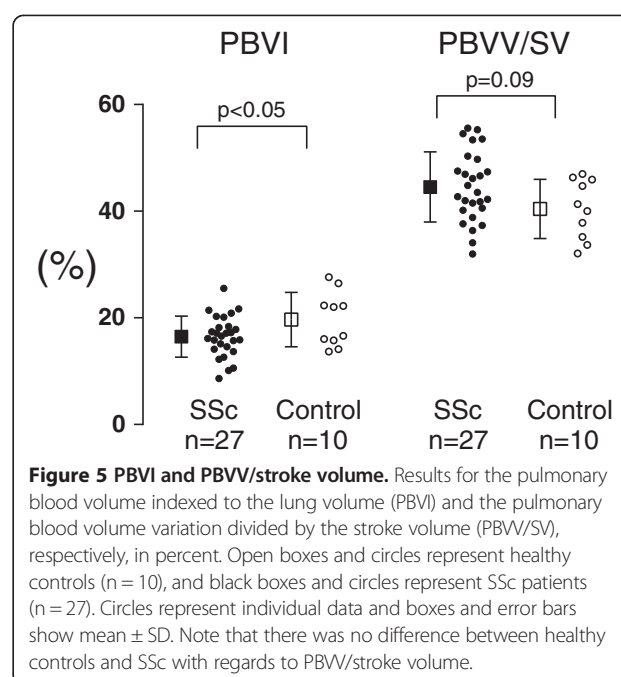 PBVI PBVV/SV
p<0.05 p=0.09
60
40
(%)
20
0
SSc Control SSc Control
n=27 n=10 n=27 n=10
Figure 5 PBVI and PBVV/stroke volume. Results for the pulmonary
blood volume indexed to the lung volume (PBVI) and the pulmonary
blood volume variation divided by the stroke volume (PBVV/SV),
respectively, in percent. Open boxes and circles represent healthy
controls (n = 10), and black boxes and circles represent SSc patients
(n = 27). Circles represent individual data and boxes and error bars
show mean ± SD. Note that there was no difference between healthy
controls and SSc with regards to PBVV/stroke volume.